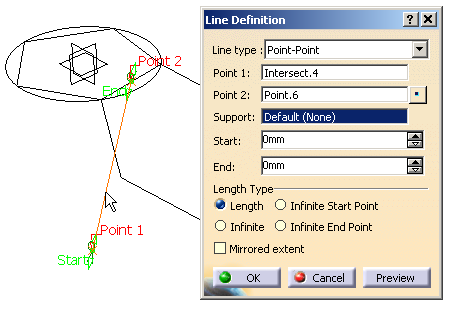 Point 2
End
Point 1
Start
Line Definition
Line type : Point-Point
Point 1: Intersect.4
Point 2: Point.6
Support: Default (None)
Start: 0mm
End: 0mm
Length Type
Length Infinite Start Point
Infinite Infinite End Point
Mirrored extent
OK Cancel Preview